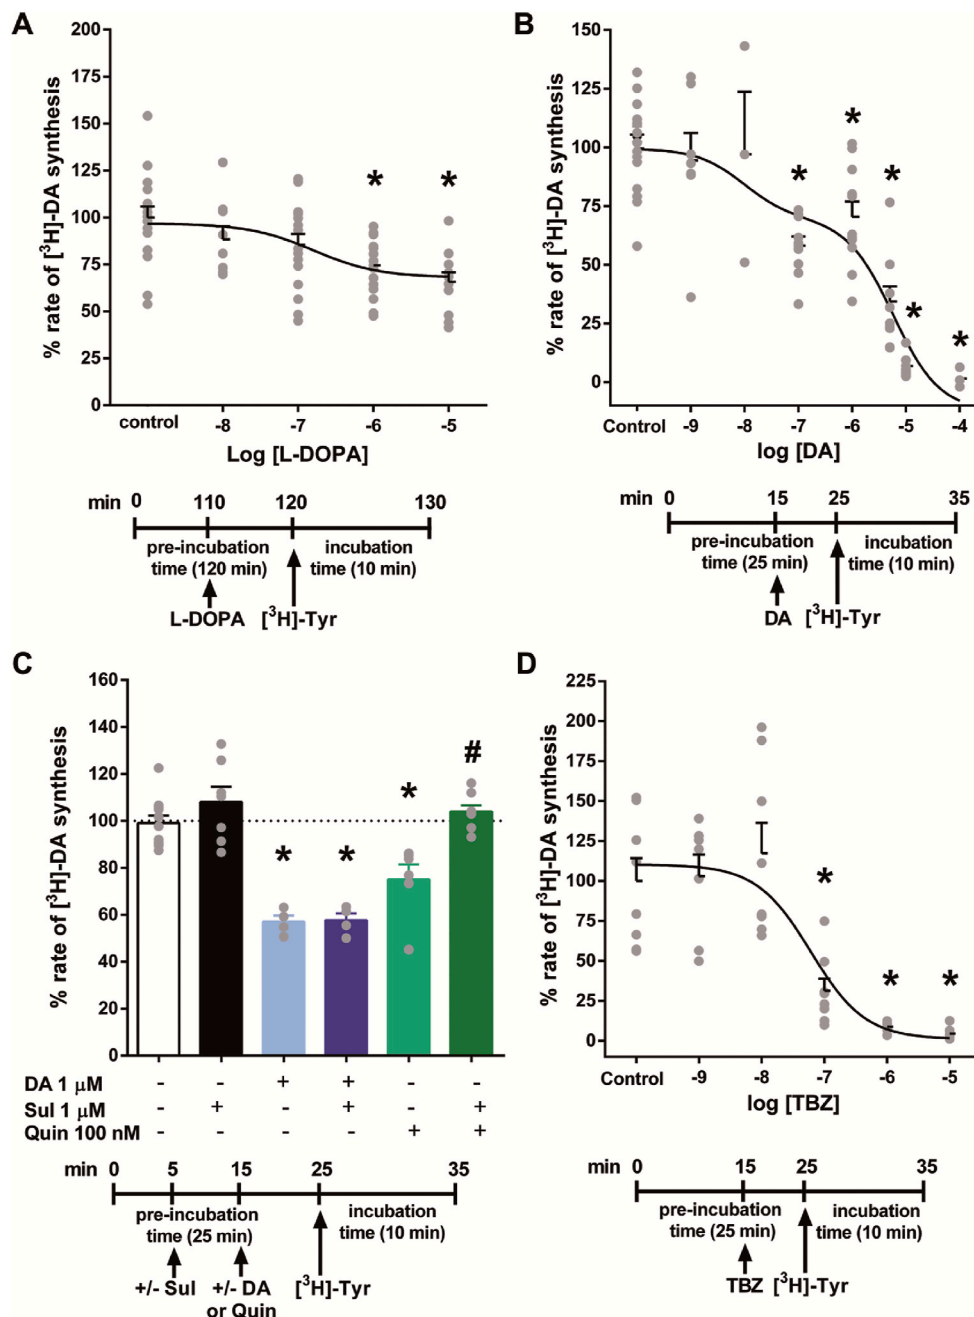 A
% rate of [³H]-DA synthesis
200
175
150
125
100
75
50
25
0
* *
control -8 -7 -6 -5
Log [L-DOPA]
min 0 110 120 130
pre-incubation incubation
time (120 min) time (10 min)
L-DOPA [³H]-Tyr
B
% rate of [³H]-DA synthesis
150
125
100
75
50
25
0
* * * * *
Control -9 -8 -7 -6 -5 -4
log [DA]
min 0 15 25 35
pre-incubation incubation
time (25 min) time (10 min)
DA [³H]-Tyr
C
% rate of [³H]-DA synthesis
160
140
120
100
80
60
40
20
0
* * * #
DA 1 µM - - + + - -
Sul 1 µM - + - + - +
Quin 100 nM - - - - + +
min 0 5 15 25 35
pre-incubation incubation
time (25 min) time (10 min)
+/- Sul +/- DA [³H]-Tyr
or Quin
D
% rate of [³H]-DA synthesis
225
200
175
150
125
100
75
50
25
0
* * *
Control -9 -8 -7 -6 -5
log [TBZ]
min 0 15 25 35
pre-incubation incubation
time (25 min) time (10 min)
TBZ [³H]-Tyr